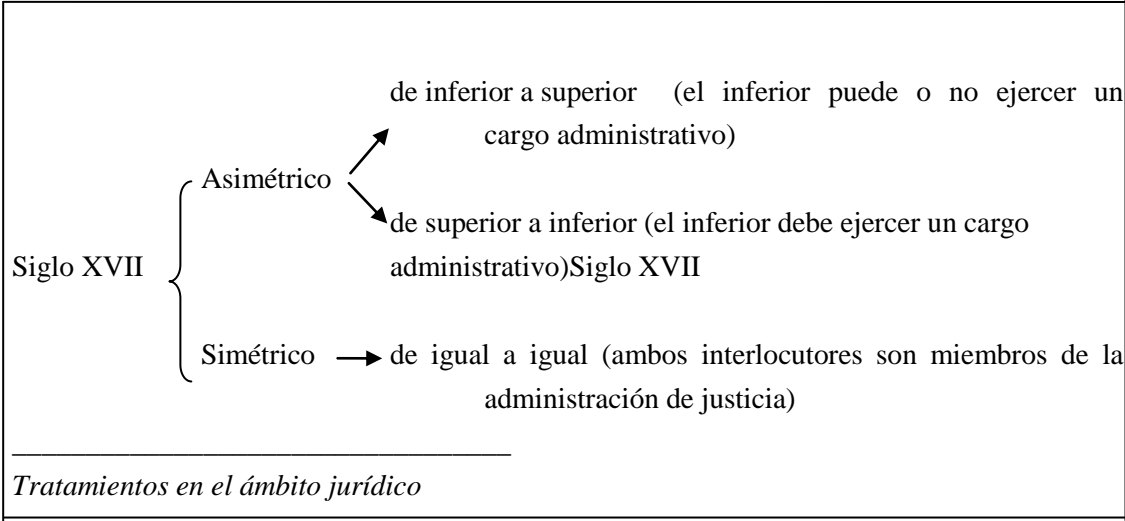 de inferior a superior (el inferior puede o no ejercer un
cargo administrativo)
Asimétrico
de superior a inferior (el inferior debe ejercer un cargo
Siglo XVII
administrativo)Siglo XVII
Simétrico
de igual a igual (ambos interlocutores son miembros de la
administración de justicia)
Tratamientos en el ámbito jurídico